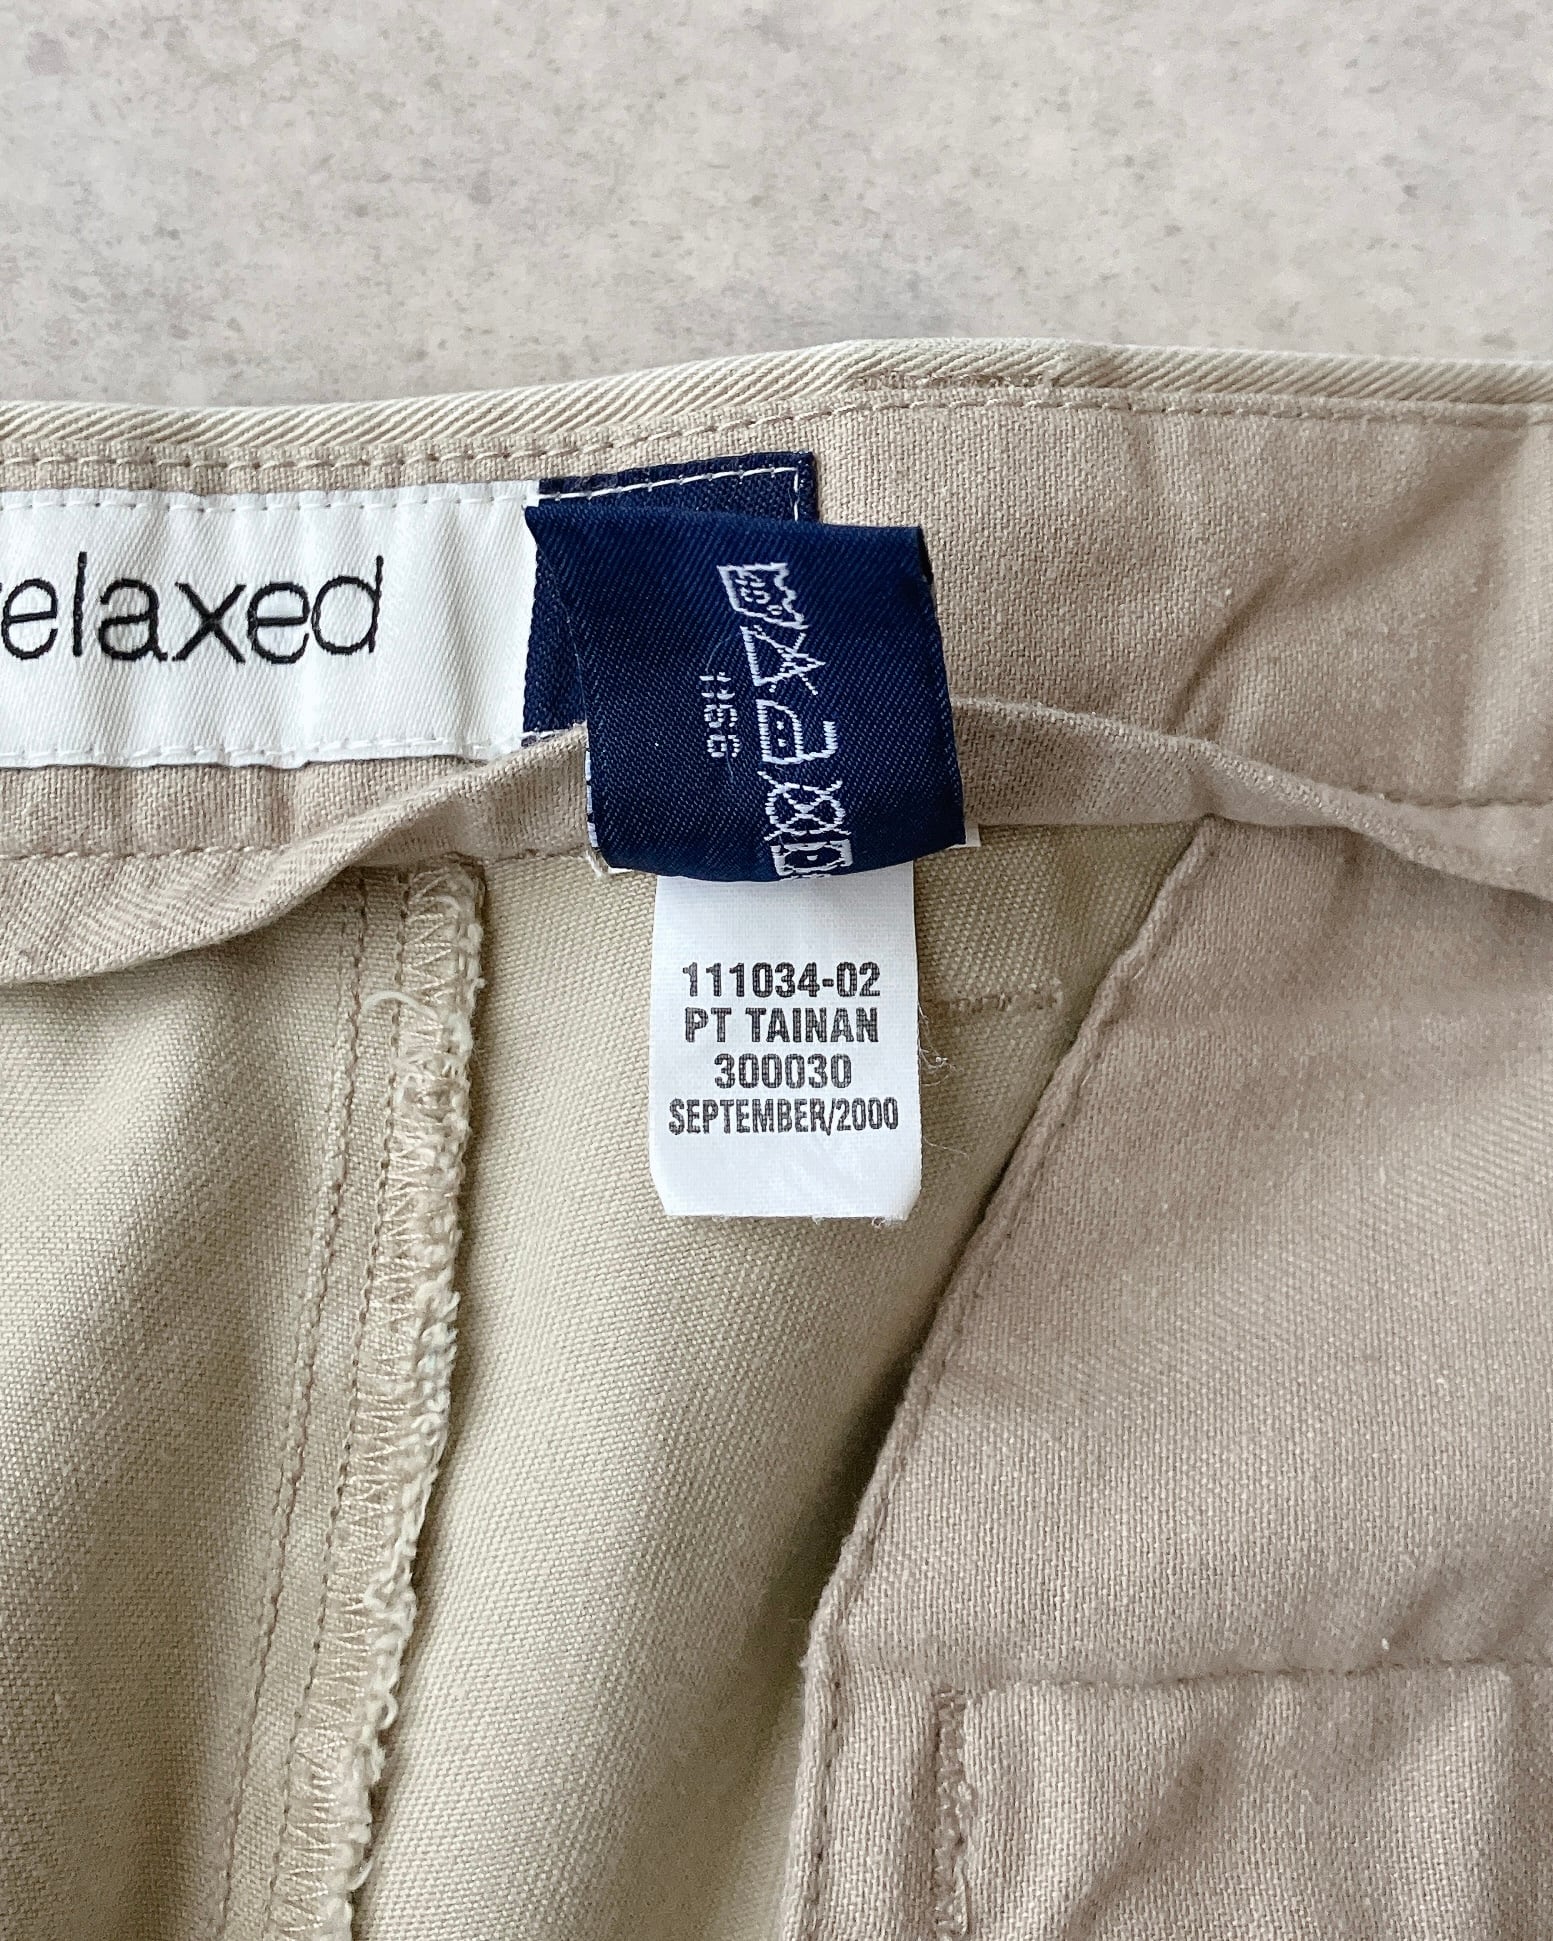 relaxed
111034-02
PT TAINAN
300030
SEPTEMBER/2000